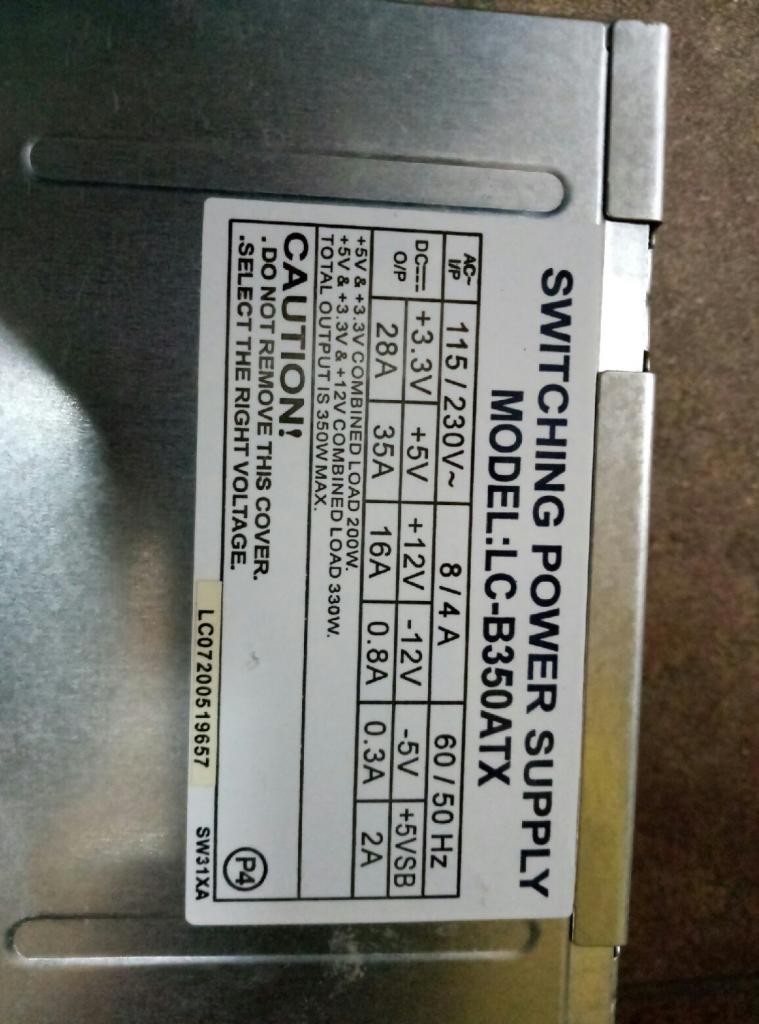 SWITCHING POWER SUPPLY
MODEL:LC-B350ATX
AC~ I/P 115/230V~ 8/4A 60/50Hz
DC O/P +3.3V +5V +12V -12V -5V +5VSB
28A 35A 16A 0.8A 0.3A 2A
+5V & +3.3V COMBINED LOAD 200W.
+5V & +3.3V & +12V COMBINED LOAD 330W.
TOTAL OUTPUT IS 350W MAX.
CAUTION!
.DO NOT REMOVE THIS COVER.
.SELECT THE RIGHT VOLTAGE.
P4
LC07200519657 SW31XA